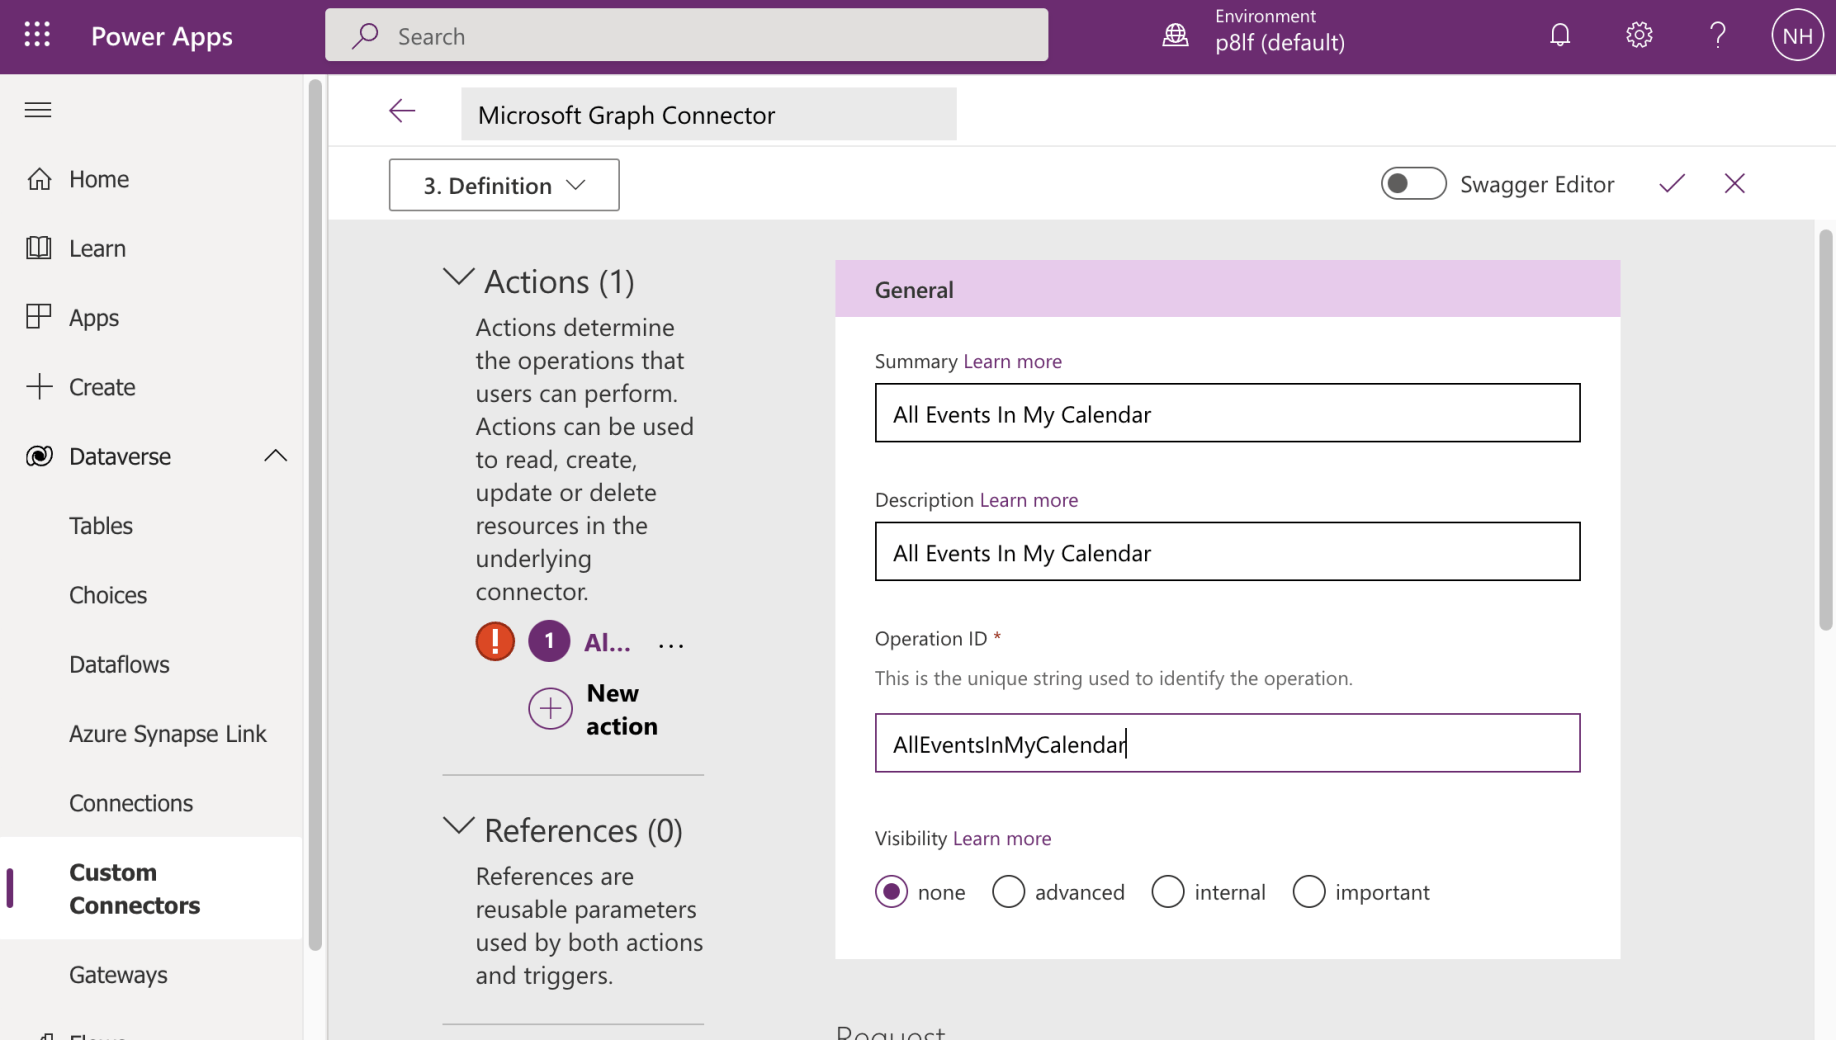 Power Apps
Search
Environment
p8lf (default)
?
NH
Microsoft Graph Connector
3. Definition
Swagger Editor
Home
Learn
Apps
Create
Dataverse
Tables
Choices
Dataflows
Azure Synapse Link
Connections
Custom
Connectors
Gateways
Flows
Actions (1)
Actions determine
the operations that
users can perform.
Actions can be used
to read, create,
update or delete
resources in the
underlying
connector.
! 1 Al... ...
New
action
References (0)
References are
reusable parameters
used by both actions
and triggers.
General
Summary Learn more
All Events In My Calendar
Description Learn more
All Events In My Calendar
Operation ID *
This is the unique string used to identify the operation.
AllEventsInMyCalendar
Visibility Learn more
none advanced internal important
Request